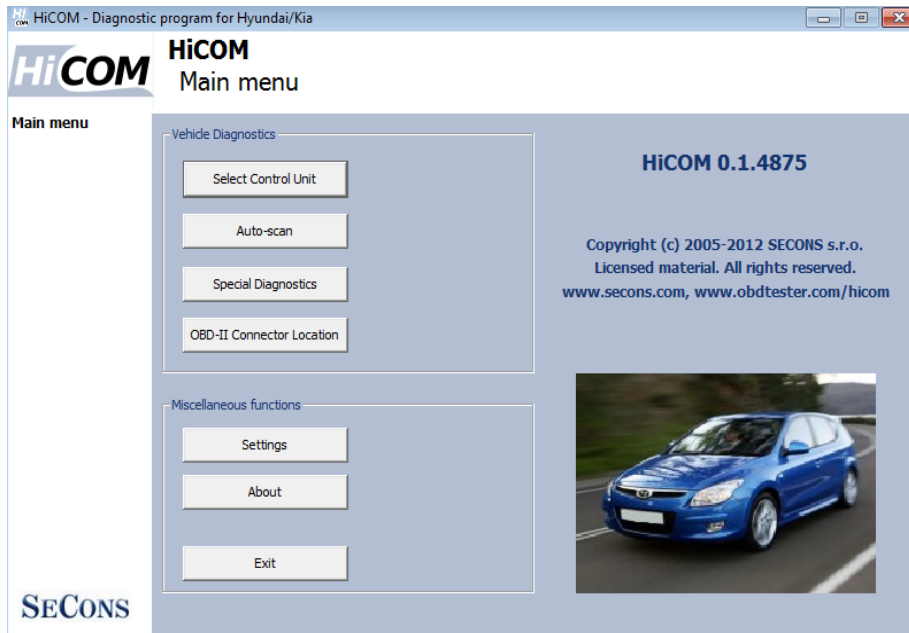 HiCOM - Diagnostic program for Hyundai/Kia
HiCOM
HiCOM
Main menu
Main menu
Vehicle Diagnostics
Select Control Unit
Auto-scan
Special Diagnostics
OBD-II Connector Location
Miscellaneous functions
Settings
About
Exit
HiCOM 0.1.4875
Copyright (c) 2005-2012 SECONS s.r.o.
Licensed material. All rights reserved.
www.secons.com, www.obdtester.com/hicom
SECONS